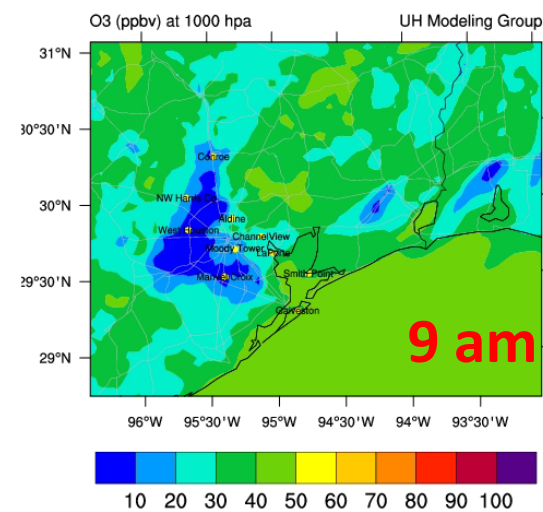 O3 (ppbv) at 1000 hpa UH Modeling Group
31°N
30°30'N
30°N
29°30'N
29°N
Conroe
NW Harris Co.
Aldine
West Houston
ChannelView
Moody Tower
LaPorte
Manvel Croix
Smith Point
Galveston
9 am
96°W 95°30'W 95°W 94°30'W 94°W 93°30'W
10 20 30 40 50 60 70 80 90 100